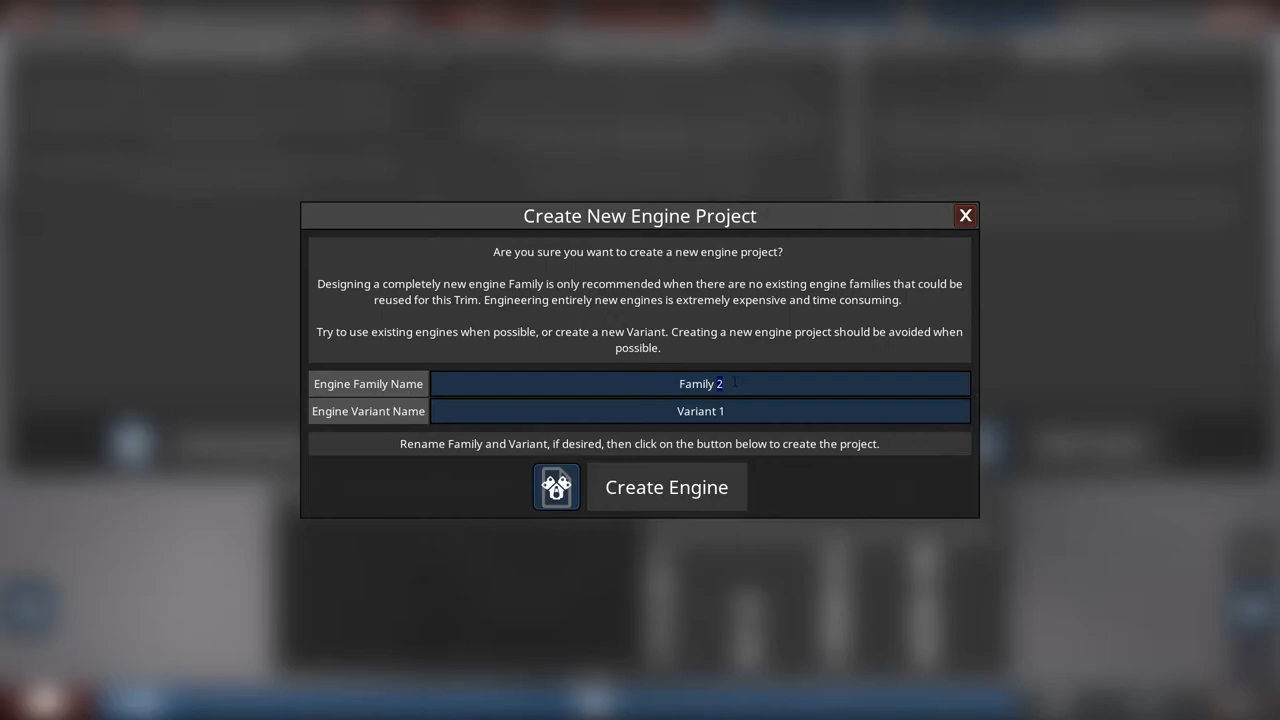 Create New Engine Project
X
Are you sure you want to create a new engine project?
Designing a completely new engine Family is only recommended when there are no existing engine families that could be
reused for this Trim. Engineering entirely new engines is extremely expensive and time consuming.
Try to use existing engines when possible, or create a new Variant. Creating a new engine project should be avoided when
possible.
Engine Family Name
Family 2
Engine Variant Name
Variant 1
Rename Family and Variant, if desired, then click on the button below to create the project.
Create Engine